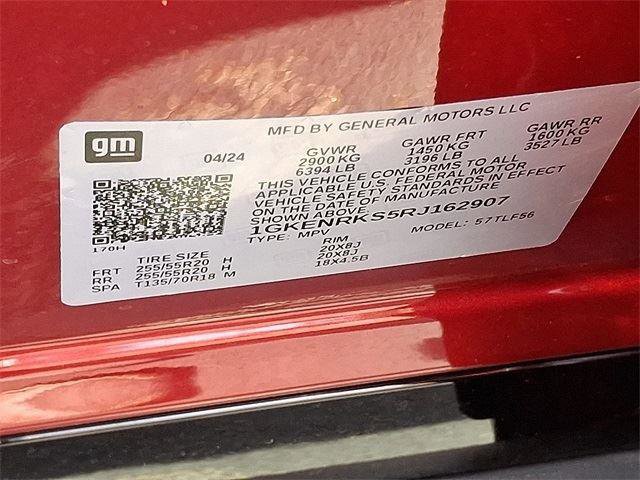 gm
MFD BY GENERAL MOTORS LLC
04/24
GVWR GAWR FRT GAWR RR
2900 KG 1450 KG 1600 KG
6394 LB 3196 LB 3527 LB
THIS VEHICLE CONFORMS TO ALL
APPLICABLE U.S. FEDERAL MOTOR
VEHICLE SAFETY STANDARDS IN EFFECT
ON THE DATE OF MANUFACTURE
SHOWN ABOVE.
1GKENRKS5RJ162907
TYPE: MPV MODEL: 57TLF56
170H
TIRE SIZE RIM
FRT 255/55R20 H 20X8J
RR 255/55R20 H 20X8J
SPA T135/70R18 M 18X4.5B